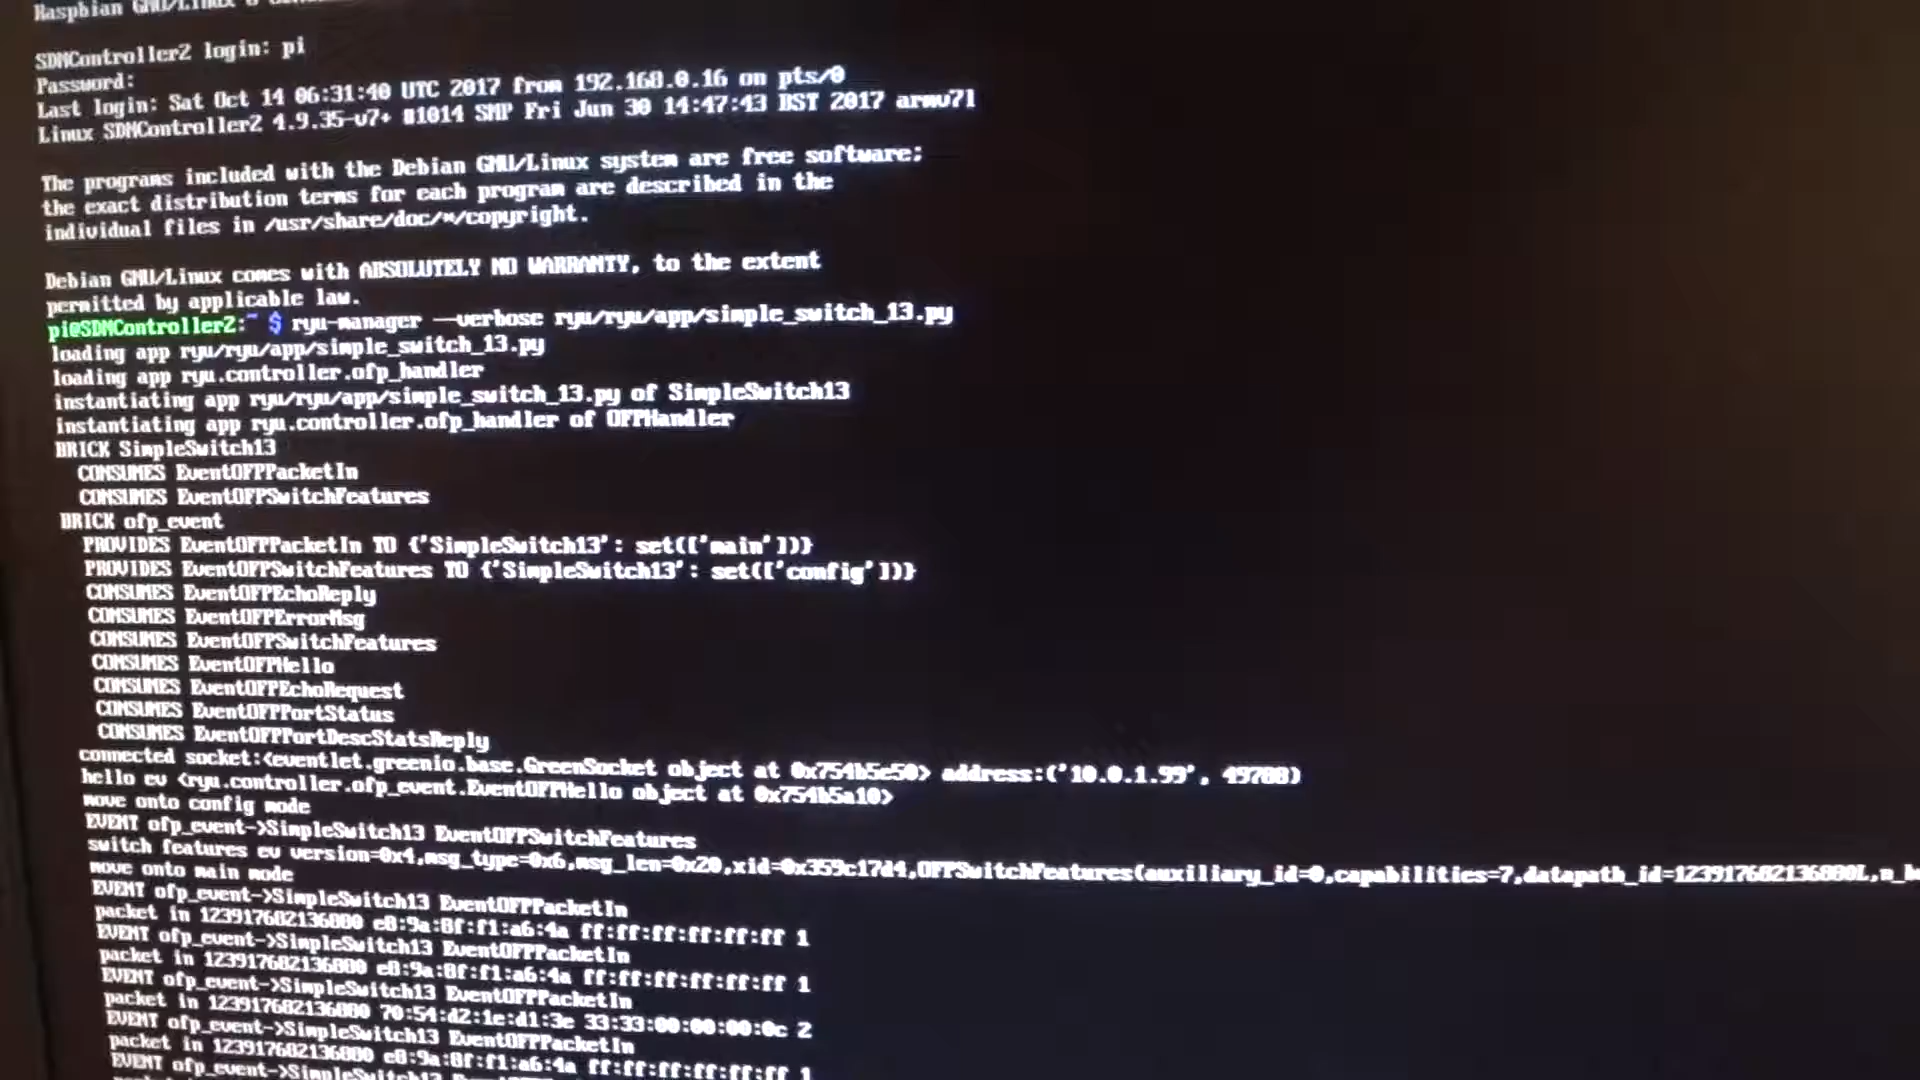 Raspbian GNU/Linux 8
SDNController2 login: pi
Password:
Last login: Sat Oct 14 06:31:40 UTC 2017 from 192.168.0.16 on pts/0
Linux SDNController2 4.9.35-v7+ #1014 SMP Fri Jun 30 14:47:43 BST 2017 armv7l
The programs included with the Debian GNU/Linux system are free software;
the exact distribution terms for each program are described in the
individual files in /usr/share/doc/*/copyright.
Debian GNU/Linux comes with ABSOLUTELY NO WARRANTY, to the extent
permitted by applicable law.
pi@SDNController2:~ $ ryu-manager --verbose ryu/ryu/app/simple_switch_13.py
loading app ryu/ryu/app/simple_switch_13.py
loading app ryu.controller.ofp_handler
instantiating app ryu/ryu/app/simple_switch_13.py of SimpleSwitch13
instantiating app ryu.controller.ofp_handler of OFPHandler
BRICK SimpleSwitch13
CONSUMES EventOFPPacketIn
CONSUMES EventOFPSwitchFeatures
BRICK ofp_event
PROVIDES EventOFPPacketIn TO {'SimpleSwitch13': set(['main'])}
PROVIDES EventOFPSwitchFeatures TO {'SimpleSwitch13': set(['config'])}
CONSUMES EventOFPEchoReply
CONSUMES EventOFPErrorMsg
CONSUMES EventOFPSwitchFeatures
CONSUMES EventOFPHello
CONSUMES EventOFPEchoRequest
CONSUMES EventOFPPortStatus
CONSUMES EventOFPPortDescStatsReply
connected socket:<eventlet.greenio.base.GreenSocket object at 0x754b5e50> address:('10.0.1.99', 49788)
hello ev <ryu.controller.ofp_event.EventOFPHello object at 0x754b5a10>
move onto config mode
EVENT ofp_event->SimpleSwitch13 EventOFPSwitchFeatures
switch features ev version=0x4,msg_type=0x6,msg_len=0x20,xid=0x359c17d4,OFPSwitchFeatures(auxiliary_id=0,capabilities=7,datapath_id=123917682136800L,n_
move onto main mode
EVENT ofp_event->SimpleSwitch13 EventOFPPacketIn
packet in 123917682136800 e8:9a:8f:f1:a6:4a ff:ff:ff:ff:ff:ff 1
EVENT ofp_event->SimpleSwitch13 EventOFPPacketIn
packet in 123917682136800 e8:9a:8f:f1:a6:4a ff:ff:ff:ff:ff:ff 1
EVENT ofp_event->SimpleSwitch13 EventOFPPacketIn
packet in 123917682136800 70:54:d2:1e:d1:3e 33:33:00:00:00:0c 2
EVENT ofp_event->SimpleSwitch13 EventOFPPacketIn
packet in 123917682136800 e8:9a:8f:f1:a6:4a ff:ff:ff:ff:ff:ff 1
EVENT ofp_event->SimpleSwitch13